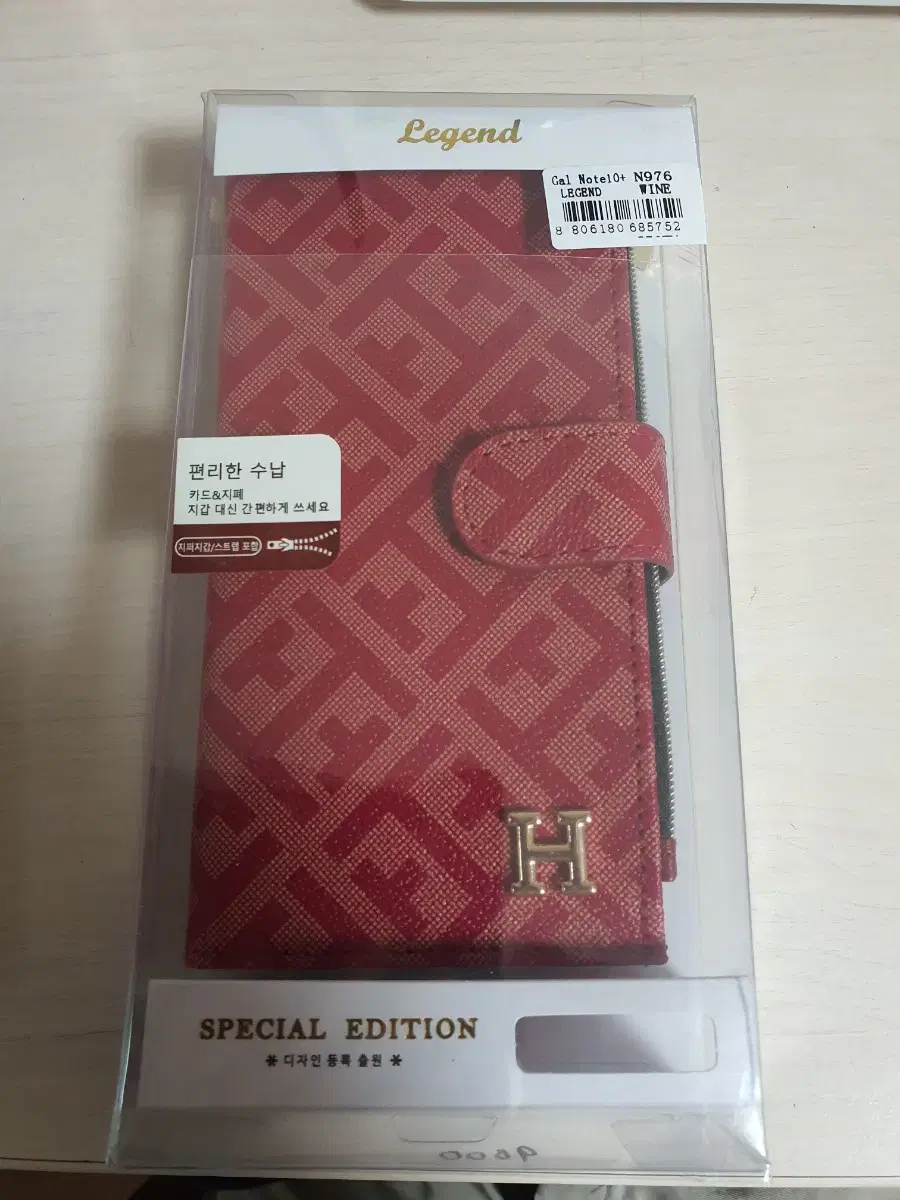 Legend
Gal Note10+ N976
LEGEND WINE
8 806180 685752
편리한 수납
카드&지폐
지갑 대신 간편하게 쓰세요
지퍼지갑/스트랩 포함
H
SPECIAL EDITION
* 디자인 등록 출원 *